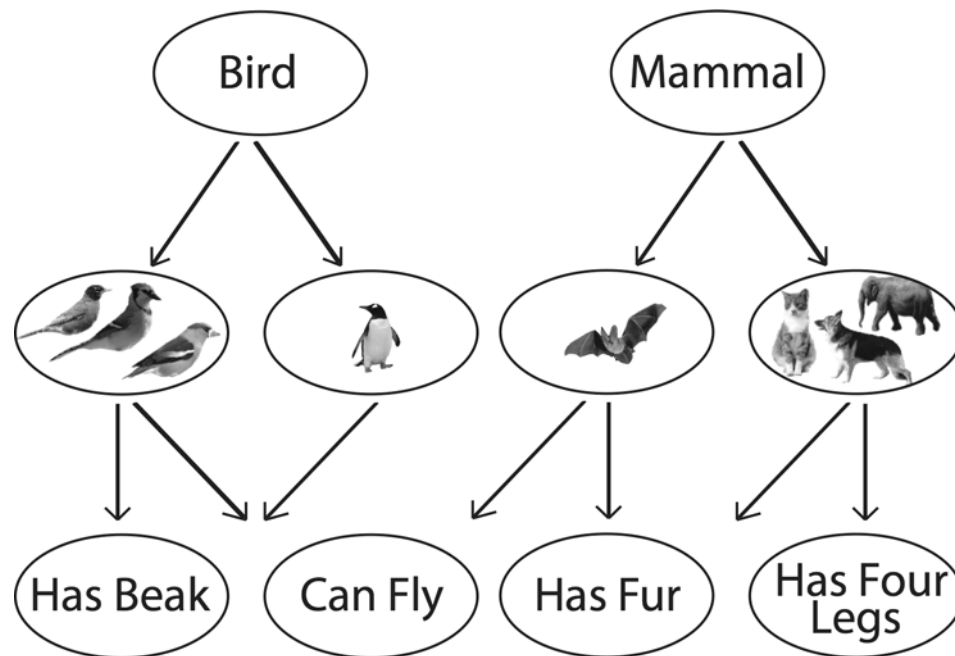 Bird
Mammal
Has Beak
Can Fly
Has Fur
Has Four
Legs